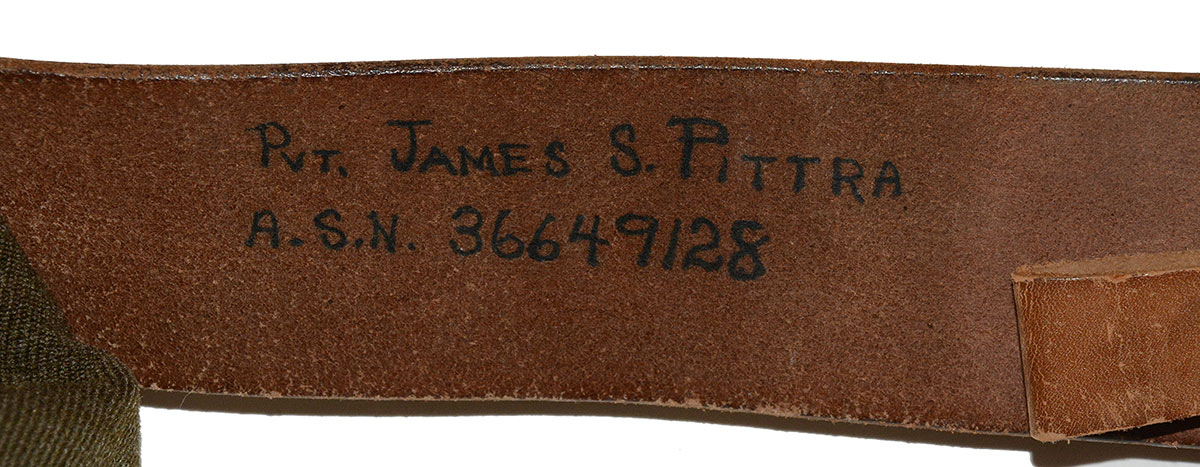 Pvt. James S. Pittra
A.S.N. 36649128